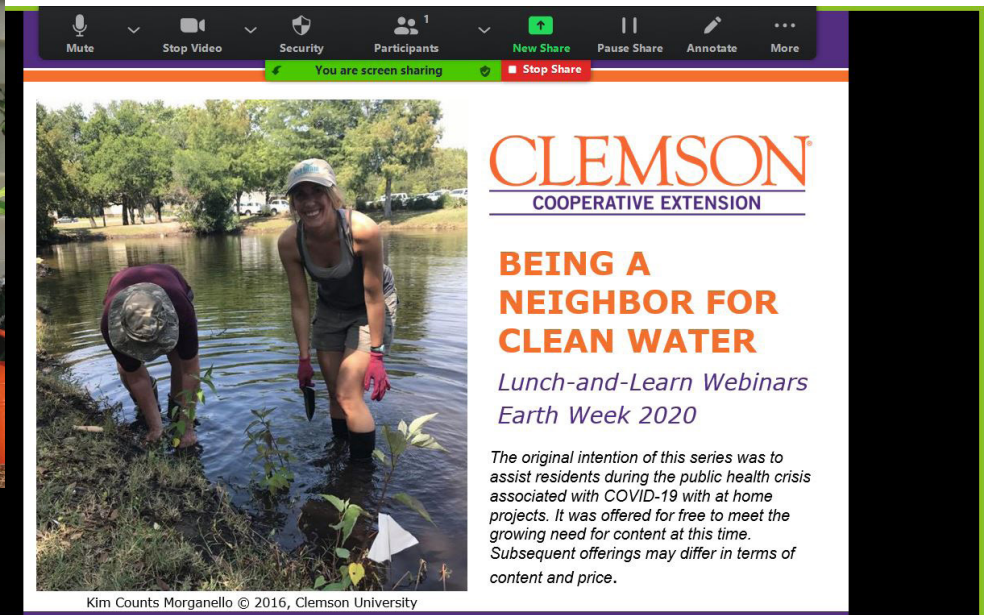 1
Mute
Stop Video
Security
Participants
New Share
Pause Share
Annotate
More
You are screen sharing
Stop Share
CLEMSON®
COOPERATIVE EXTENSION
BEING A
NEIGHBOR FOR
CLEAN WATER
Lunch-and-Learn Webinars
Earth Week 2020
The original intention of this series was to
assist residents during the public health crisis
associated with COVID-19 with at home
projects. It was offered for free to meet the
growing need for content at this time.
Subsequent offerings may differ in terms of
content and price.
Kim Counts Morganello © 2016, Clemson University